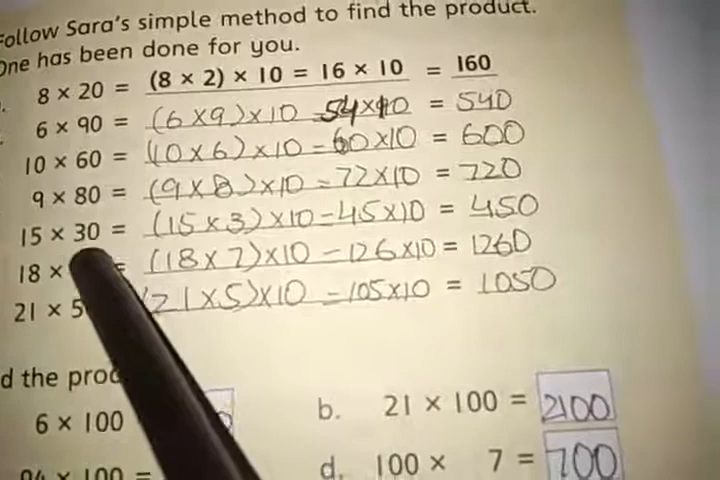 Follow Sara's simple method to find the product.
One has been done for you.
8 × 20 = (8 × 2) × 10 = 16 × 10 = 160
6 × 90 = (6×9)×10 = 54×10 = 540
10 × 60 = (10×6)×10 = 60×10 = 600
9 × 80 = (9×8)×10 = 72×10 = 720
15 × 30 = (15×3)×10 = 45×10 = 450
18 × = (18×7)×10 = 126×10 = 1260
21 × 5 (21×5)×10 = 105×10 = 1050
d the
6 × 100
b. 21 × 100 = 2100
94 × 100 =
d. 100 × 7 = 700